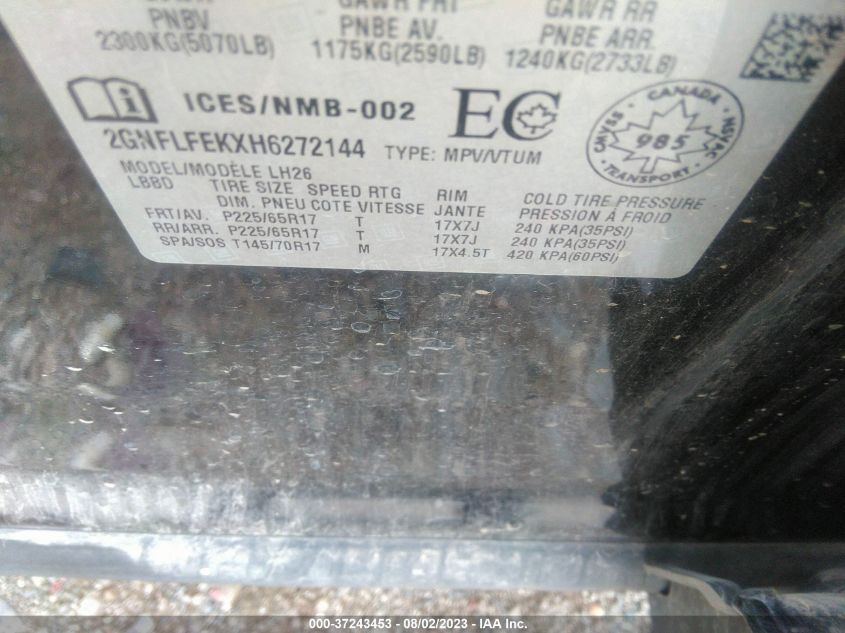 GAWR FRT
GAWR RR
PNBV
PNBE AV.
PNBE ARR.
2300KG(5070LB)
1175KG(2590LB)
1240KG(2733LB)
ICES/NMB-002
EC
CANADA
CMVSS
NSVAC
985
TRANSPORT
2GNFLFEKXH6272144
TYPE: MPV/VTUM
MODEL/MODÈLE LH26
LBBD
TIRE SIZE SPEED RTG RIM COLD TIRE PRESSURE
DIM. PNEU COTE VITESSE JANTE PRESSION À FROID
FRT/AV. P225/65R17 T 17X7J 240 KPA(35PSI)
RR/ARR. P225/65R17 T 17X7J 240 KPA(35PSI)
SPA/SOS T145/70R17 M 17X4.5T 420 KPA(60PSI)
000-37243453 - 08/02/2023 - IAA Inc.